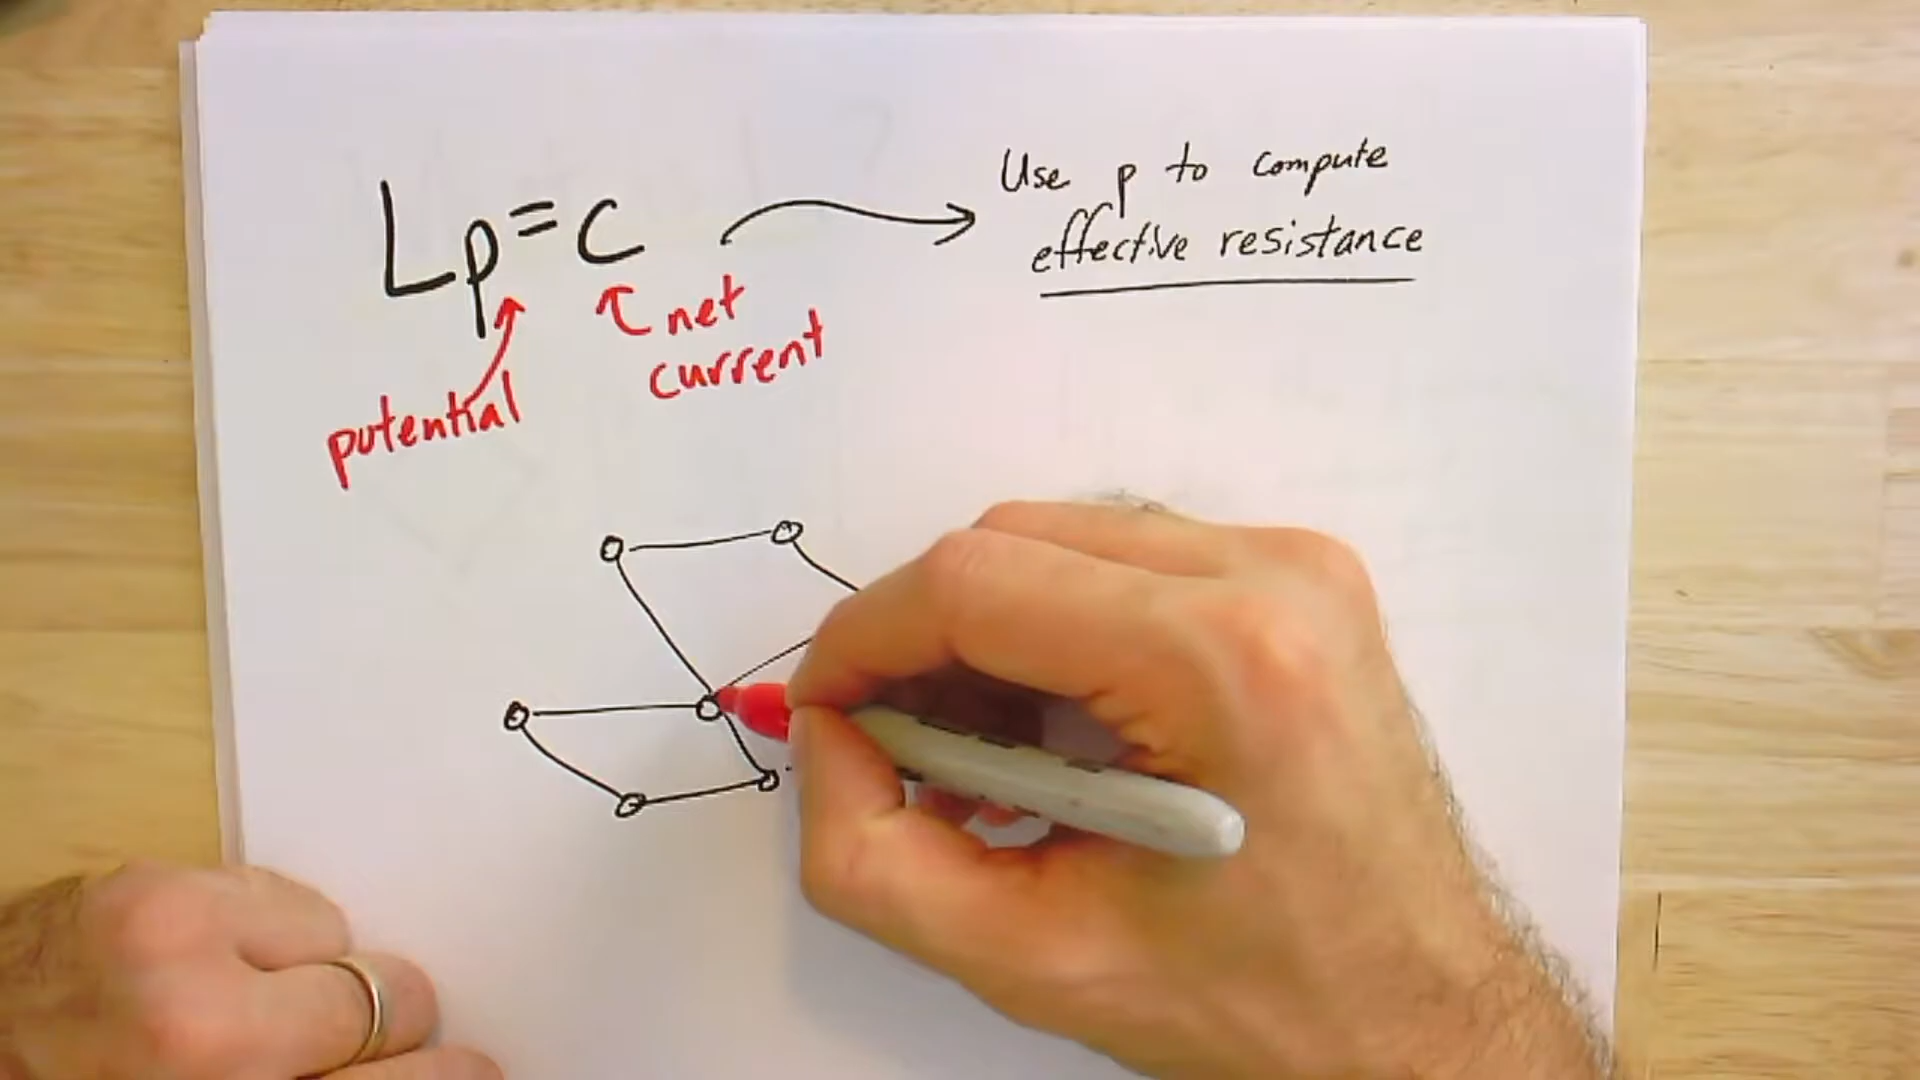 Lp=c
Use p to compute
effective resistance
net
current
potential